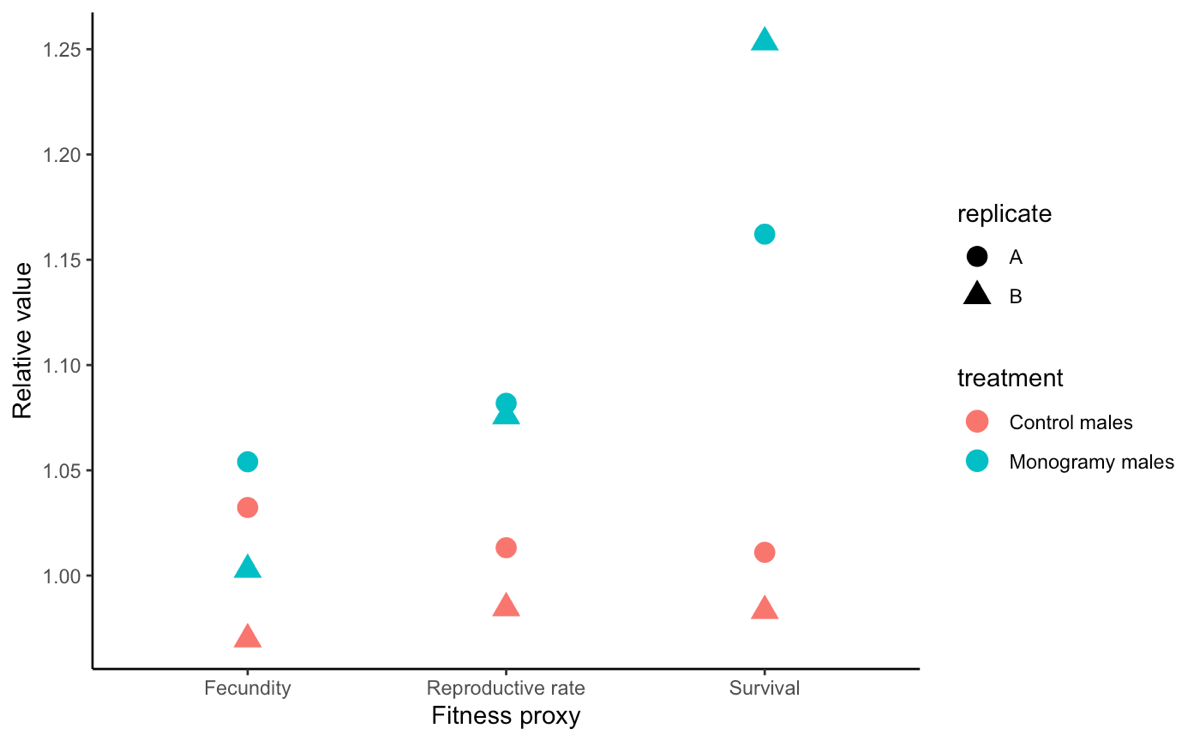 1.25
1.20
1.15
1.10
1.05
1.00
Relative value
Fecundity
Reproductive rate
Survival
Fitness proxy
replicate
A
B
treatment
Control males
Monogramy males